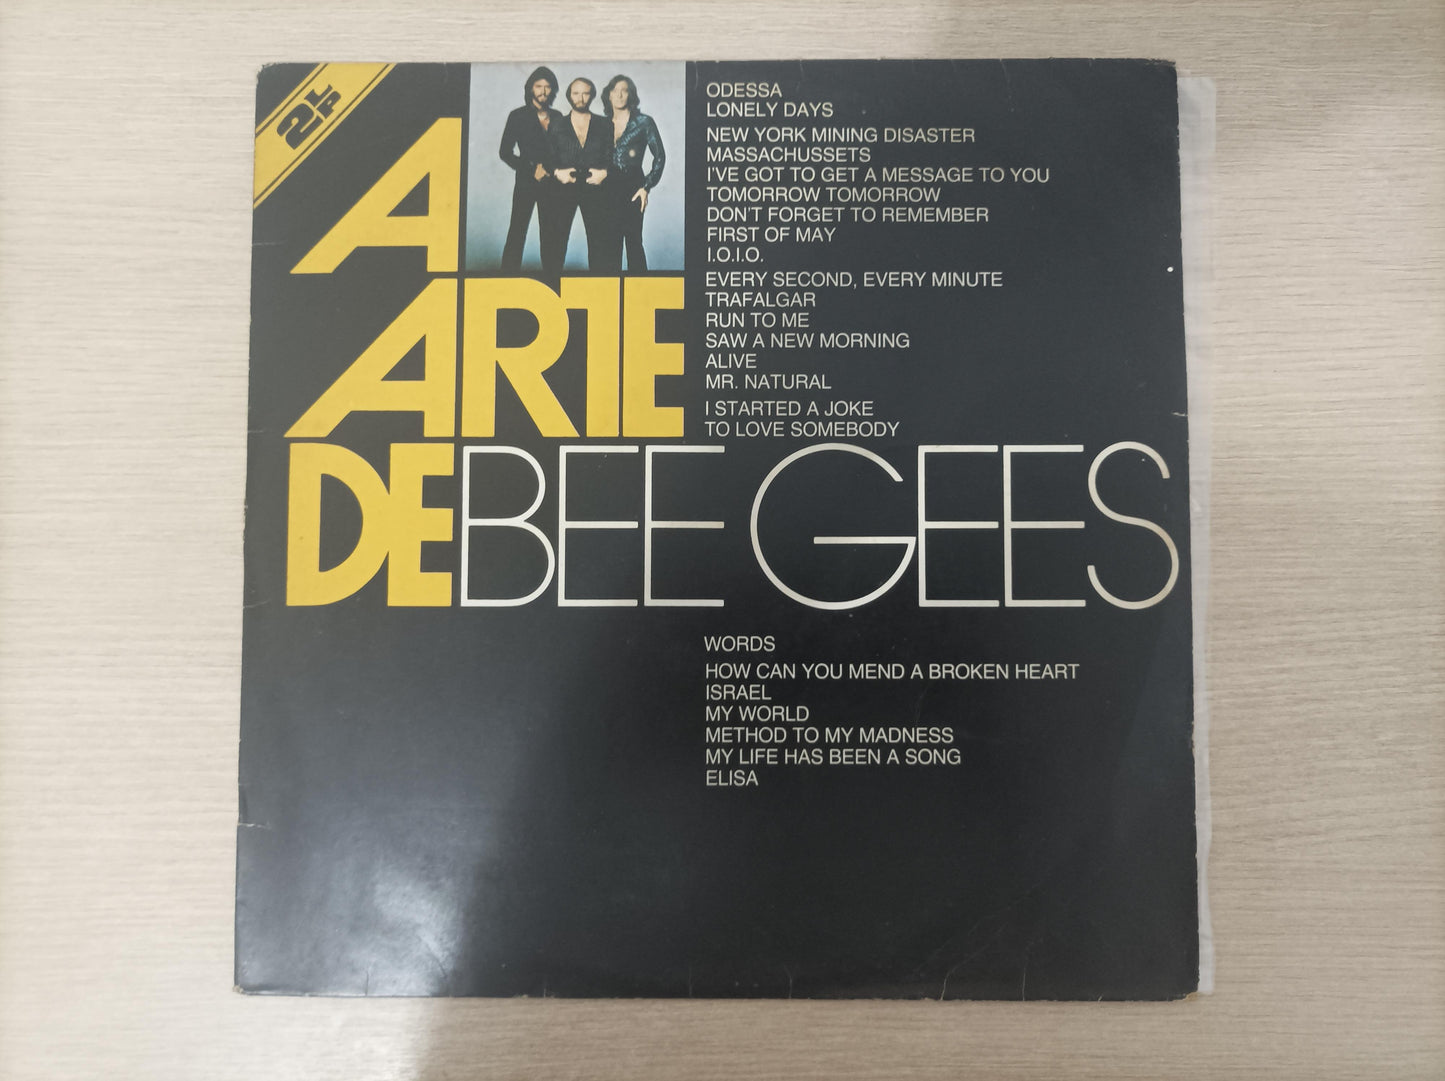 2LP
A
ARTE
DE BEE GEES
ODESSA
LONELY DAYS
NEW YORK MINING DISASTER
MASSACHUSSETS
I'VE GOT TO GET A MESSAGE TO YOU
TOMORROW TOMORROW
DON'T FORGET TO REMEMBER
FIRST OF MAY
I.O.I.O.
EVERY SECOND, EVERY MINUTE
TRAFALGAR
RUN TO ME
SAW A NEW MORNING
ALIVE
MR. NATURAL
I STARTED A JOKE
TO LOVE SOMEBODY
WORDS
HOW CAN YOU MEND A BROKEN HEART
ISRAEL
MY WORLD
METHOD TO MY MADNESS
MY LIFE HAS BEEN A SONG
ELISA